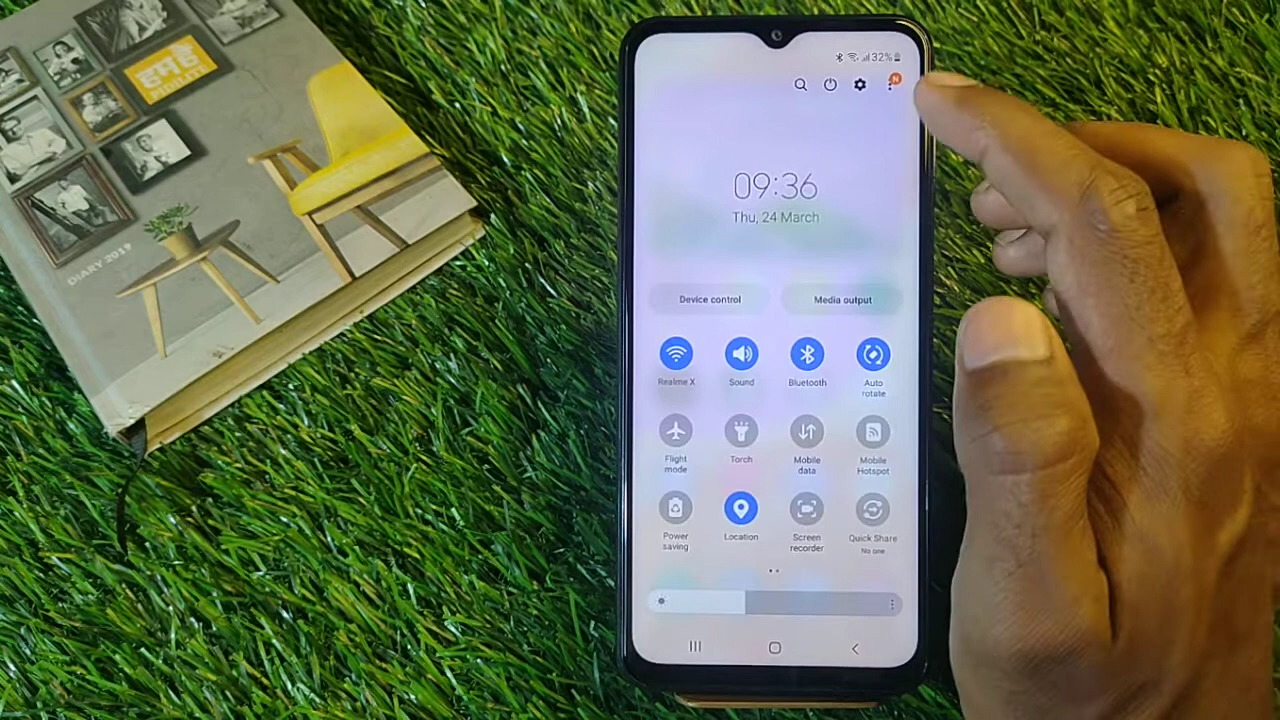 हम है
DIARY 2019
32%
N
09:36
Thu, 24 March
Device control
Media output
Realme X
Sound
Bluetooth
Auto
rotate
Flight
mode
Torch
Mobile
data
Mobile
Hotspot
Power
saving
Location
Screen
recorder
Quick Share
No one